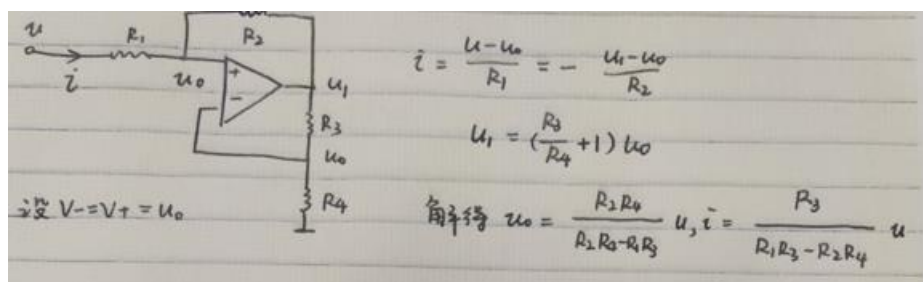 u R₁ R₂
i u₀ + − u₁
R₃
u₀
R₄
设 V-=V+=u₀
i = (u-u₀)/R₁ = - (u₁-u₀)/R₂
u₁ = (R₃/R₄ +1) u₀
解得 u₀ = R₂R₄/(R₂R₄-R₁R₃) u, i = R₃/(R₁R₃-R₂R₄) u